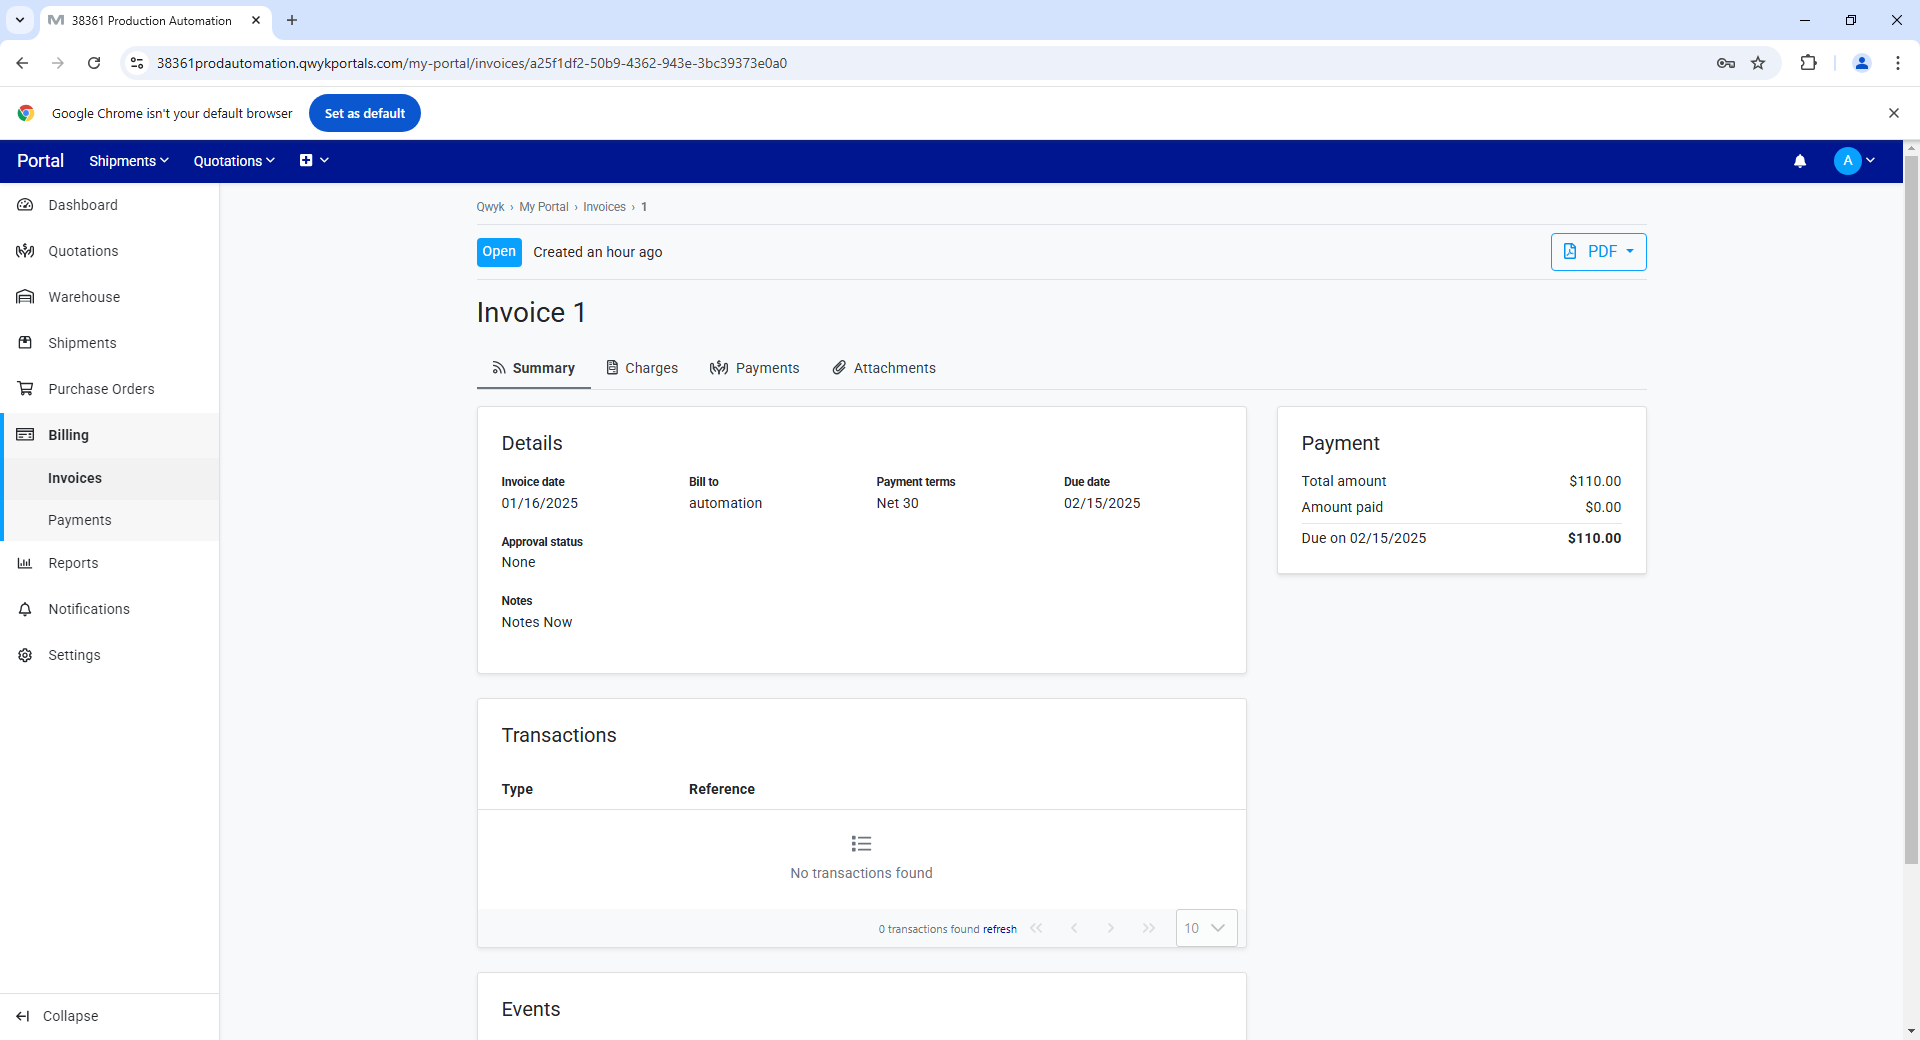 38361 Production Automation
38361prodautomation.qwykportals.com/my-portal/invoices/a25f1df2-50b9-4362-943e-3bc39373e0a0
Google Chrome isn't your default browser
Set as default
Portal
Shipments
Quotations
A
Dashboard
Quotations
Warehouse
Shipments
Purchase Orders
Billing
Invoices
Payments
Reports
Notifications
Settings
Collapse
Qwyk › My Portal › Invoices › 1
Open
Created an hour ago
PDF
Invoice 1
Summary
Charges
Payments
Attachments
Details
Invoice date
Bill to
Payment terms
Due date
01/16/2025
automation
Net 30
02/15/2025
Approval status
None
Notes
Notes Now
Payment
Total amount $110.00
Amount paid $0.00
Due on 02/15/2025 $110.00
Transactions
Type
Reference
No transactions found
0 transactions found refresh
10
Events